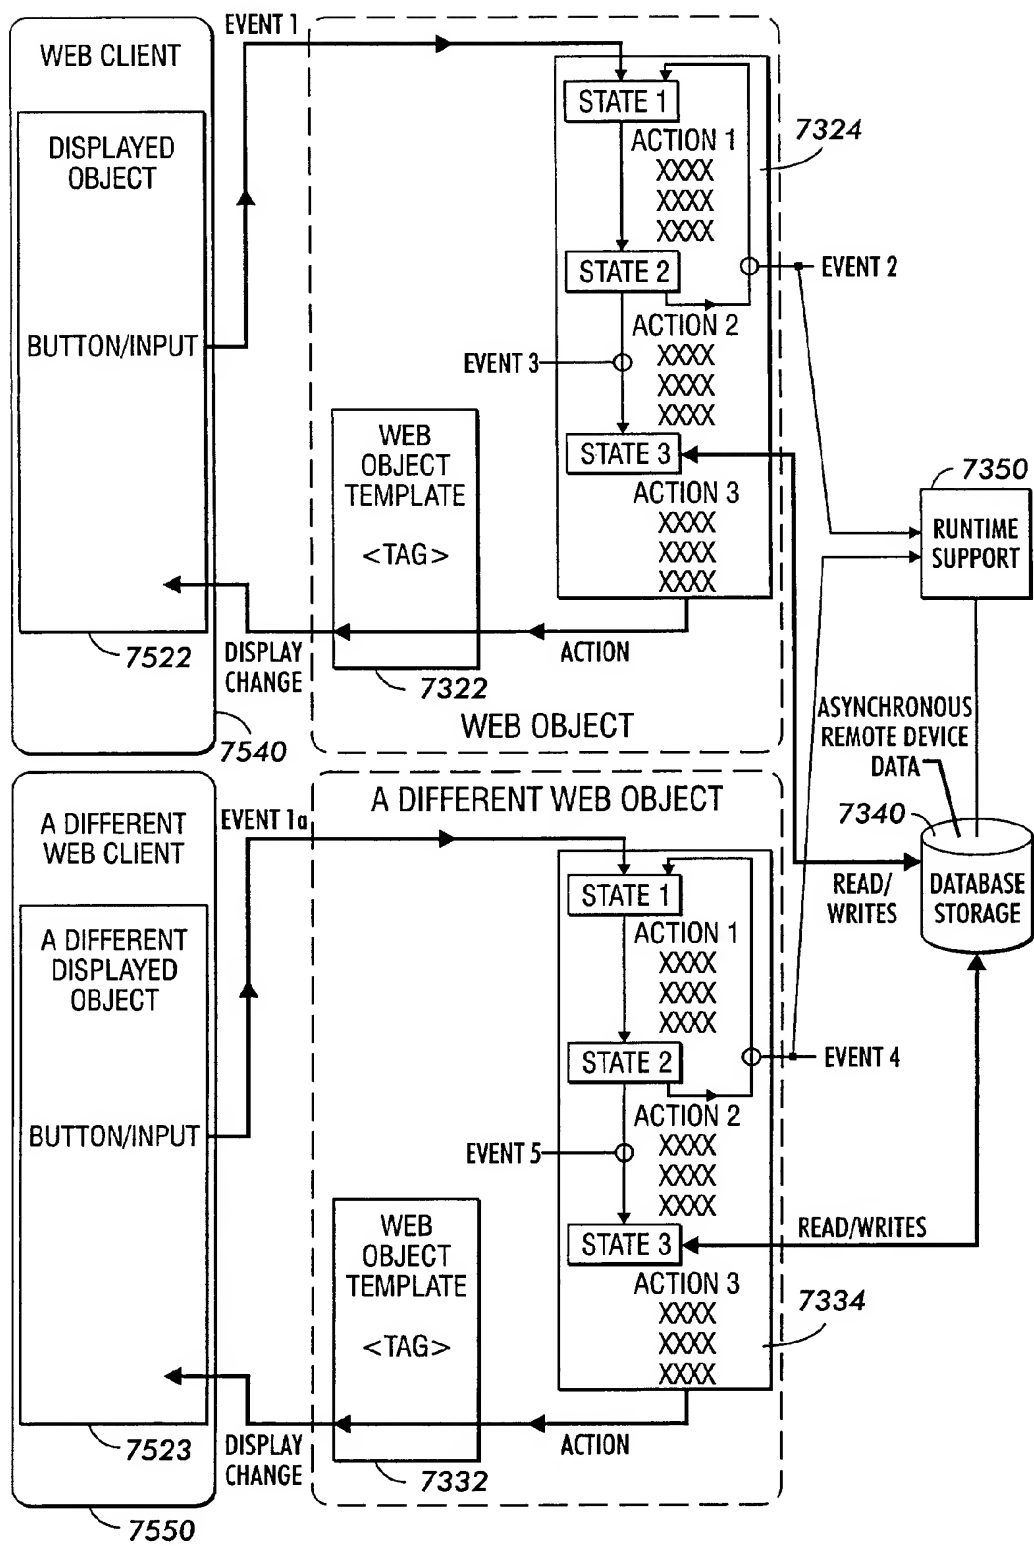 EVENT 1
WEB CLIENT
DISPLAYED
OBJECT
BUTTON/INPUT
7522
7540
DISPLAY
CHANGE
STATE 1
ACTION 1
XXXX
XXXX
XXXX
7324
STATE 2
EVENT 2
ACTION 2
XXXX
XXXX
XXXX
EVENT 3
STATE 3
ACTION 3
XXXX
XXXX
XXXX
WEB
OBJECT
TEMPLATE
<TAG>
ACTION
7322
WEB OBJECT
7350
RUNTIME
SUPPORT
ASYNCHRONOUS
REMOTE DEVICE
DATA
7340
DATABASE
STORAGE
READ/
WRITES
A DIFFERENT
WEB CLIENT
EVENT 1a
A DIFFERENT
DISPLAYED
OBJECT
BUTTON/INPUT
7523
7550
DISPLAY
CHANGE
A DIFFERENT WEB OBJECT
STATE 1
ACTION 1
XXXX
XXXX
XXXX
STATE 2
EVENT 4
ACTION 2
XXXX
XXXX
XXXX
EVENT 5
STATE 3
READ/WRITES
ACTION 3
XXXX
XXXX
XXXX
7334
WEB
OBJECT
TEMPLATE
<TAG>
ACTION
7332